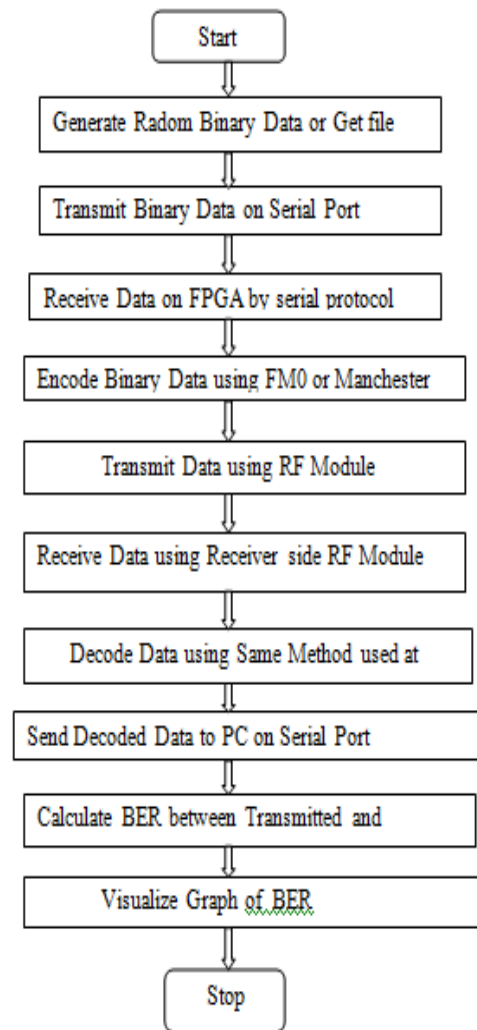 Start
Generate Radom Binary Data or Get file
Transmit Binary Data on Serial Port
Receive Data on FPGA by serial protocol
Encode Binary Data using FM0 or Manchester
Transmit Data using RF Module
Receive Data using Receiver side RF Module
Decode Data using Same Method used at
Send Decoded Data to PC on Serial Port
Calculate BER between Transmitted and
Visualize Graph of BER
Stop